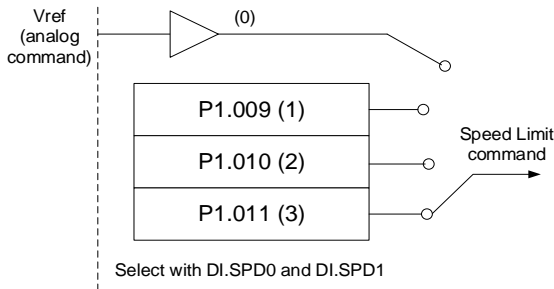 Vref
(analog
command)
(0)
P1.009 (1)
P1.010 (2)
P1.011 (3)
Speed Limit
command
Select with DI.SPD0 and DI.SPD1